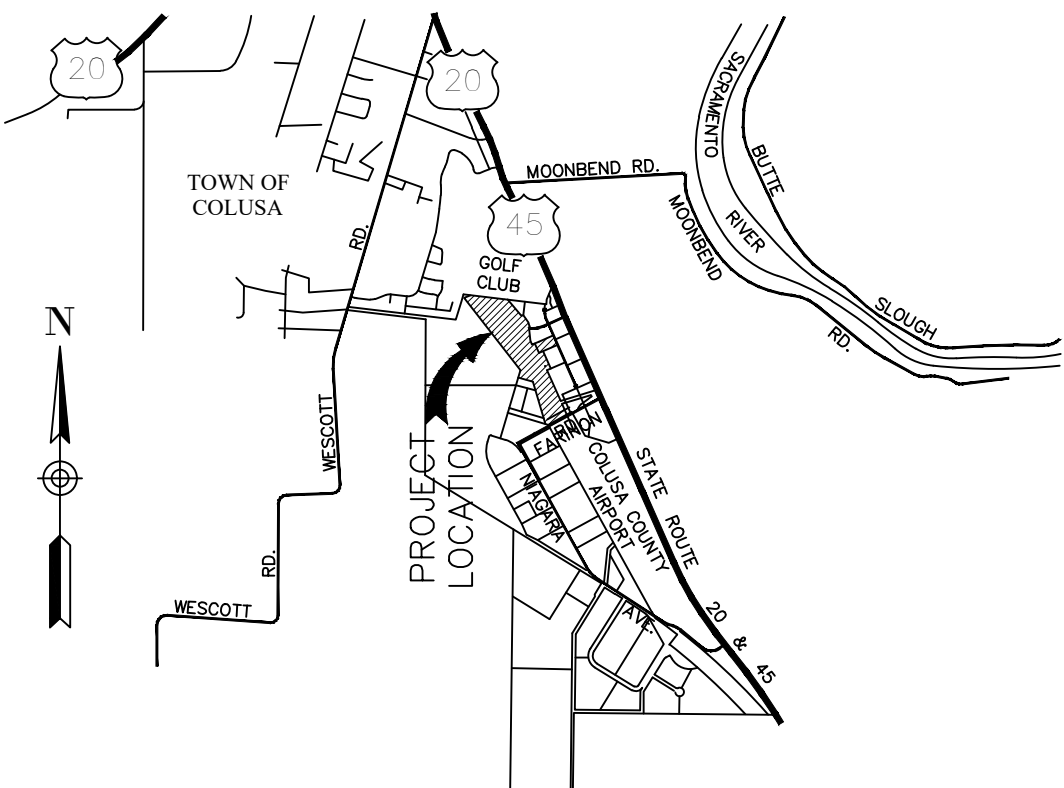 20
20
SACRAMENTO
MOONBEND RD.
BUTTE
TOWN OF
COLUSA
MOONBEND
45
RIVER
RD.
GOLF
CLUB
SLOUGH
RD.
N
WESCOTT
PROJECT
LOCATION
NIAGARA
COLUSA COUNTY
AIRPORT
STATE ROUTE
RD.
WESCOTT
AVE.
20 & 45